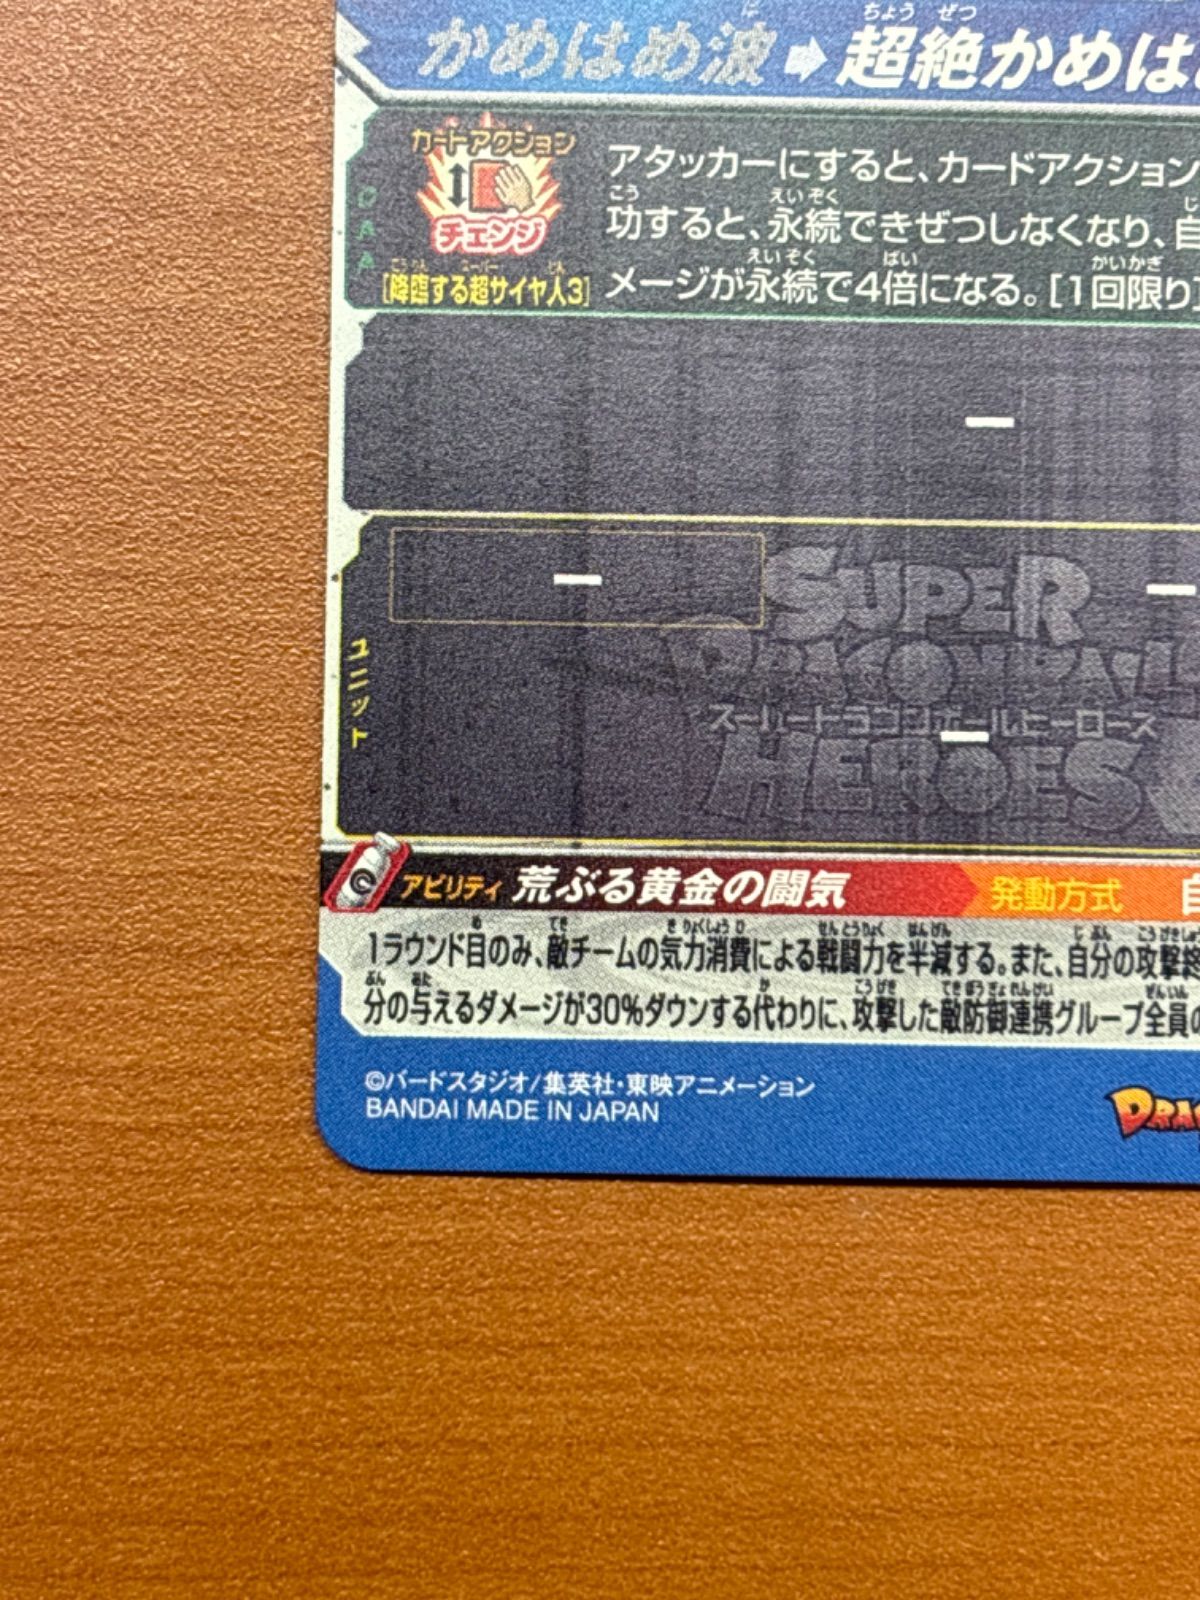 かめはめ波➡超絶かめは
ちょう ぜつ
カードアクション
チェンジ
[降臨する超サイヤ人3]
アタッカーにすると、カードアクション
功すると、永続できぜつしなくなり、自
メージが永続で4倍になる。[1回限り
CAA
ー
ー
ー
ー
ユニット
SUPER
DRAGONBALL
スーパードラゴンボールヒーローズ
HEROES
アビリティ 荒ぶる黄金の闘気 発動方式
1ラウンド目のみ、敵チームの気力消費による戦闘力を半減する。また、自分の攻撃終
分の与えるダメージが30%ダウンする代わりに、攻撃した敵防御連携グループ全員の
©バードスタジオ/集英社・東映アニメーション
BANDAI MADE IN JAPAN
DRAG